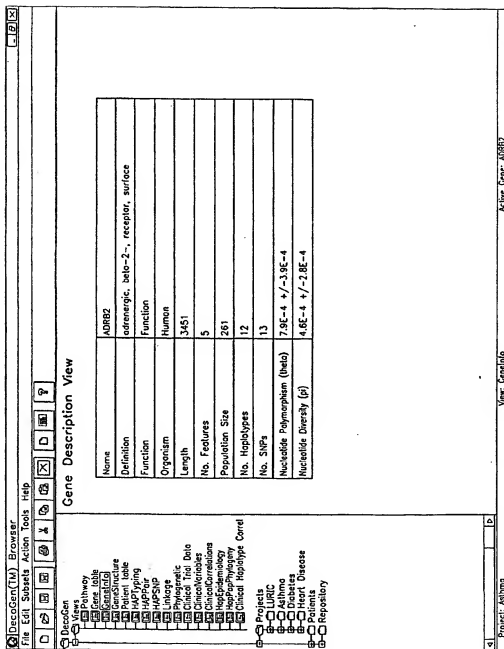 DecoGen(TM) Browser
File Edit Subsets Action Tools Help
DecoGen
Views
Pathway
Gene Table
GeneInfo
GeneStructure
Patient Table
HAPTyping
HAPPair
HAPSNP
Linkage
Phylogenetic
Clinical Trial Data
ClinicalVariables
ClinicalCorrelations
HapEpidemiology
HapPopPhylogeny
Clinical Haplotype Correl
Projects
LURIC
Asthma
Diabetes
Heart Disease
Patients
Repository
Gene Description View
Name ADRB2
Definition adrenergic, beta-2-, receptor, surface
Function Function
Organism Human
Length 3451
No. Features 5
Population Size 261
No. Haplotypes 12
No. SNPs 13
Nucleotide Polymorphism (theta) 7.9E-4 +/-3.9E-4
Nucleotide Diversity (pi) 4.6E-4 +/-2.8E-4
Project: Asthma View: GeneInfo Active Gene: ADRB2